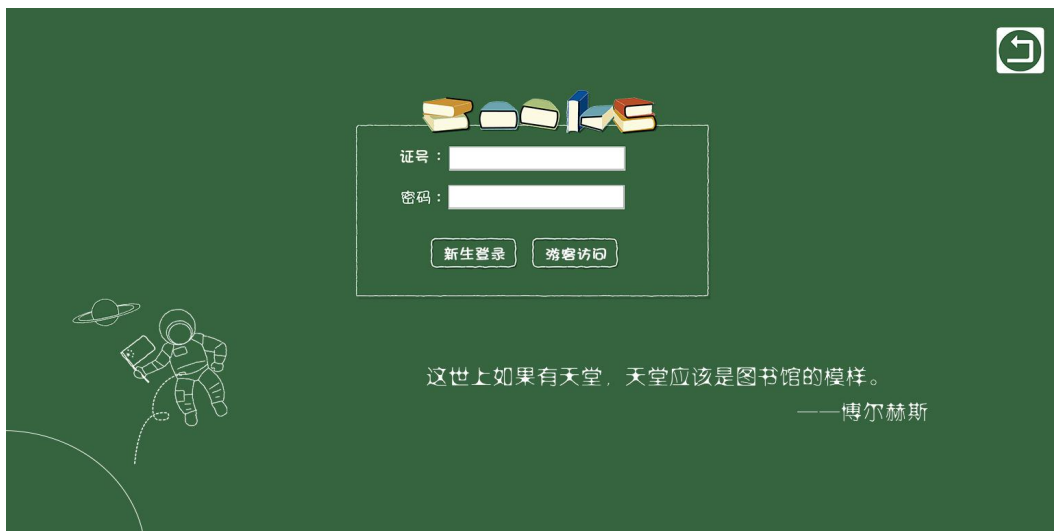 证号：
密码：
新生登录 游客访问
这世上如果有天堂，天堂应该是图书馆的模样。
——博尔赫斯